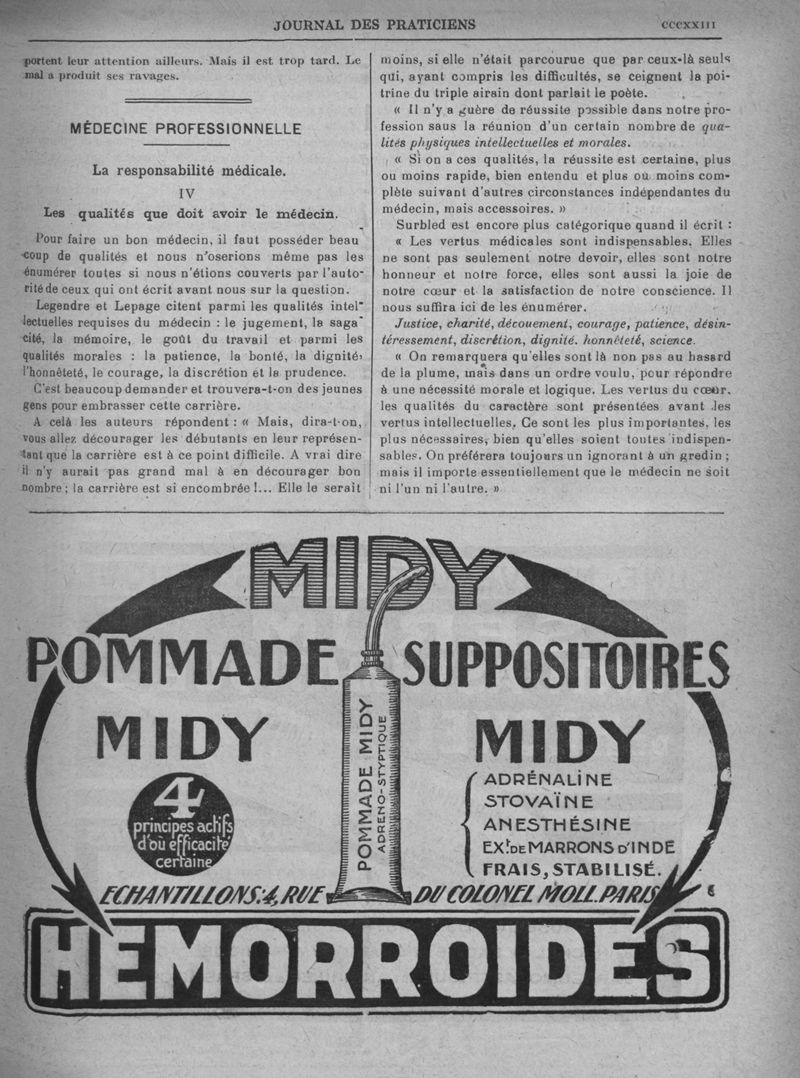 JOURNAL DES PRATICIENS
CCCXXIII
portent leur attention ailleurs. Mais il est trop tard. Le
mal a produit ses ravages.
MÉDECINE PROFESSIONNELLE
La responsabilité médicale.
IV
Les qualités que doit avoir le médecin.
Pour faire un bon médecin, il faut posséder beau
coup de qualités et nous n'oserions même pas les
énumérer toutes si nous n'étions couverts par l'auto-
rité de ceux qui ont écrit avant nous sur la question.
Legendre et Lepage citent parmi les qualités intel-
lectuelles requises du médecin : le jugement, la saga-
cité, la mémoire, le goût du travail et parmi les
qualités morales : la patience, la bonté, la dignité,
l'honnêteté, le courage, la discrétion et la prudence.
C'est beaucoup demander et trouvera-t-on des jeunes
gens pour embrasser cette carrière.
A celà les auteurs répondent : « Mais, dira-t-on,
vous allez décourager les débutants en leur représen-
tant que la carrière est à ce point difficile. A vrai dire
il n'y aurait pas grand mal à en décourager bon
nombre ; la carrière est si encombrée !... Elle le serait
moins, si elle n'était parcourue que par ceux-là seuls
qui, ayant compris les difficultés, se ceignent la poi-
trine du triple airain dont parlait le poète.
« Il n'y a guère de réussite possible dans notre pro-
fession saus la réunion d'un certain nombre de qua-
lités physiques intellectuelles et morales.
« Si on a ces qualités, la réussite est certaine, plus
ou moins rapide, bien entendu et plus ou moins com-
plète suivant d'autres circonstances indépendantes du
médecin, mais accessoires. »
Surbled est encore plus catégorique quand il écrit :
« Les vertus médicales sont indispensables. Elles
ne sont pas seulement notre devoir, elles sont notre
honneur et notre force, elles sont aussi la joie de
notre cœur et la satisfaction de notre conscience. Il
nous suffira ici de les énumérer.
Justice, charité, dévouement, courage, patience, désin-
téressement, discrétion, dignité. honnêteté, science.
« On remarquera qu'elles sont là non pas au hasard
de la plume, mais dans un ordre voulu, pour répondre
à une nécessité morale et logique. Les vertus du cœur,
les qualités du caractère sont présentées avant les
vertus intellectuelles. Ce sont les plus importantes, les
plus nécessaires, bien qu'elles soient toutes indispen-
sables. On préférera toujours un ignorant à un gredin ;
mais il importe essentiellement que le médecin ne soit
ni l'un ni l'autre. »
MIDY
POMMADE
MIDY
4
principes actifs
d'où efficacité
certaine
POMMADE MIDY
ADRENO-STYPTIQUE
POMMADE MIDY
ADRENO-STYPTIQUE
SUPPOSITOIRES
MIDY
ADRÉNALINE
STOVAÏNE
ANESTHÉSINE
EXt DE MARRONS D'INDE
FRAIS, STABILISÉ.
ECHANTILLONS: 4, RUE DU COLONEL MOLL. PARIS
HEMORROIDES